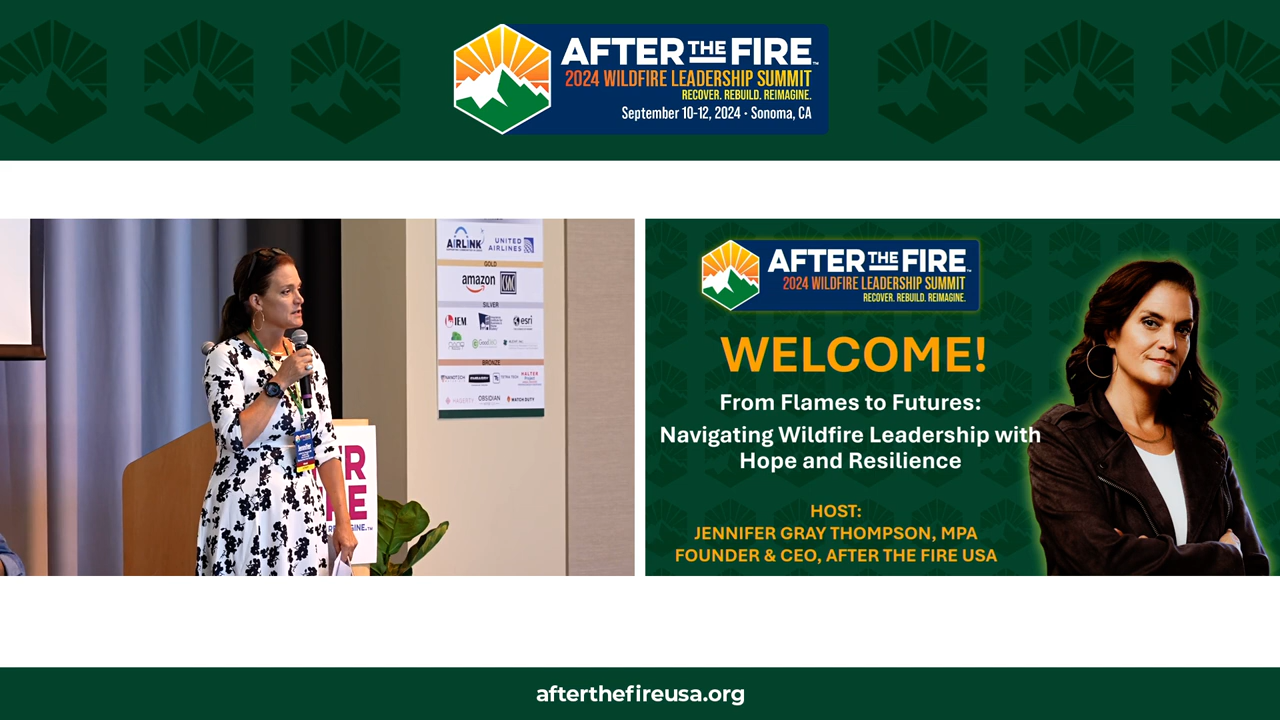 AFTER THE FIRE™
2024 WILDFIRE LEADERSHIP SUMMIT
RECOVER. REBUILD. REIMAGINE.
September 10-12, 2024 • Sonoma, CA
AIRLINK
UNITED AIRLINES
GOLD
amazon
SILVER
IEM
esri
BRONZE
HAGERTY
OBSIDIAN
WATCH DUTY
AFTER THE FIRE™
2024 WILDFIRE LEADERSHIP SUMMIT
RECOVER. REBUILD. REIMAGINE.
WELCOME!
From Flames to Futures:
Navigating Wildfire Leadership with
Hope and Resilience
HOST:
JENNIFER GRAY THOMPSON, MPA
FOUNDER & CEO, AFTER THE FIRE USA
afterthefireusa.org